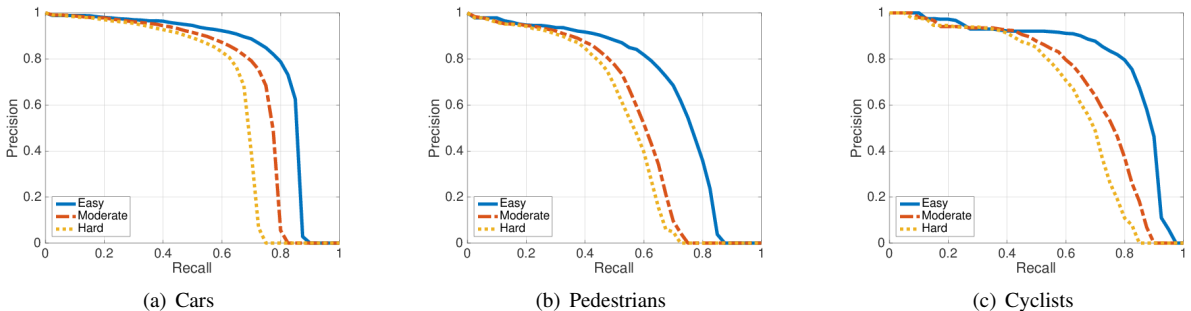 1
0.8
0.6
0.4
0.2
0
Precision
Easy
Moderate
Hard
0 0.2 0.4 0.6 0.8 1
Recall
(a) Cars
1
0.8
0.6
0.4
0.2
0
Precision
Easy
Moderate
Hard
0 0.2 0.4 0.6 0.8 1
Recall
(b) Pedestrians
1
0.8
0.6
0.4
0.2
0
Precision
Easy
Moderate
Hard
0 0.2 0.4 0.6 0.8 1
Recall
(c) Cyclists